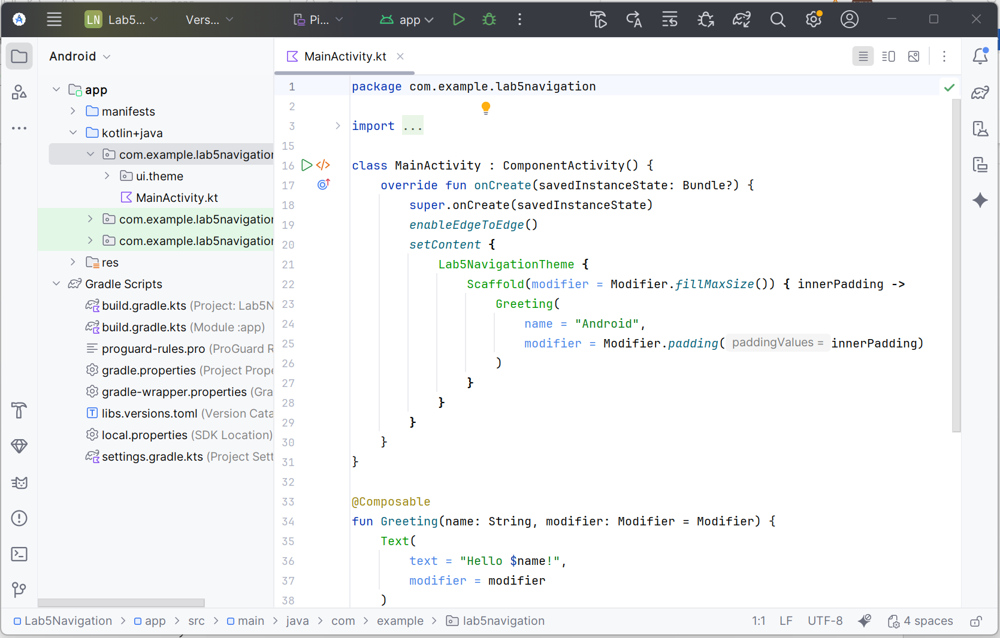 LN Lab5... Vers... Pi... app
Android
app
manifests
kotlin+java
com.example.lab5navigation
ui.theme
MainActivity.kt
com.example.lab5navigation
com.example.lab5navigation
res
Gradle Scripts
build.gradle.kts (Project: Lab5N
build.gradle.kts (Module :app)
proguard-rules.pro (ProGuard R
gradle.properties (Project Prope
gradle-wrapper.properties (Gra
libs.versions.toml (Version Cata
local.properties (SDK Location)
settings.gradle.kts (Project Sett
MainActivity.kt
1 package com.example.lab5navigation
2
3 import ...
15
16 class MainActivity : ComponentActivity() {
17 override fun onCreate(savedInstanceState: Bundle?) {
18 super.onCreate(savedInstanceState)
19 enableEdgeToEdge()
20 setContent {
21 Lab5NavigationTheme {
22 Scaffold(modifier = Modifier.fillMaxSize()) { innerPadding ->
23 Greeting(
24 name = "Android",
25 modifier = Modifier.padding( paddingValues = innerPadding)
26 )
27 }
28 }
29 }
30 }
31 }
32
33 @Composable
34 fun Greeting(name: String, modifier: Modifier = Modifier) {
35 Text(
36 text = "Hello $name!",
37 modifier = modifier
38 )
Lab5Navigation > app > src > main > java > com > example > lab5navigation
1:1 LF UTF-8 4 spaces